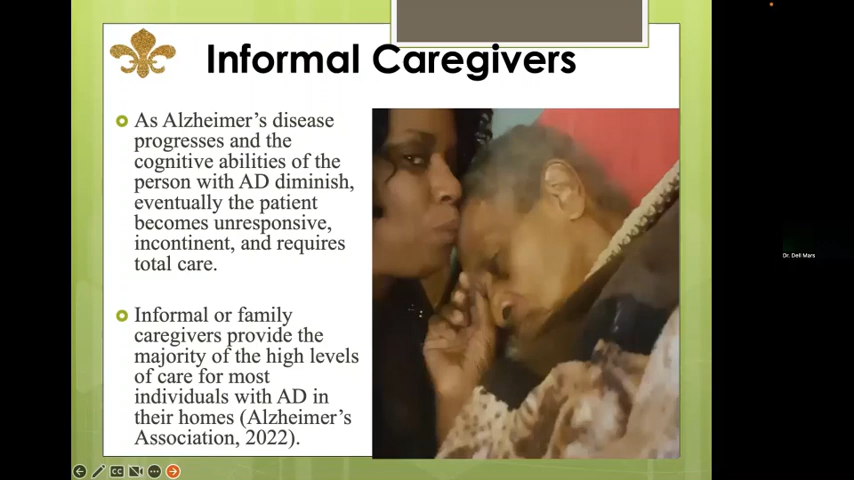 Informal Caregivers
As Alzheimer's disease
progresses and the
cognitive abilities of the
person with AD diminish,
eventually the patient
becomes unresponsive,
incontinent, and requires
total care.
Informal or family
caregivers provide the
majority of the high levels
of care for most
individuals with AD in
their homes (Alzheimer's
Association, 2022).
CC
Dr. Dell Mars